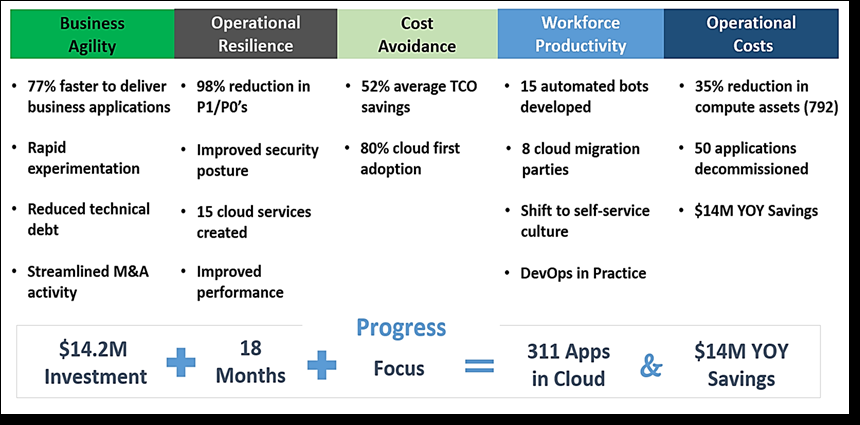 Business
Agility
Operational
Resilience
Cost
Avoidance
Workforce
Productivity
Operational
Costs
• 77% faster to deliver
business applications
• Rapid
experimentation
• Reduced technical
debt
• Streamlined M&A
activity
• 98% reduction in
P1/P0’s
• Improved security
posture
• 15 cloud services
created
• Improved
performance
• 52% average TCO
savings
• 80% cloud first
adoption
• 15 automated bots
developed
• 8 cloud migration
parties
• Shift to self-service
culture
• DevOps in Practice
• 35% reduction in
compute assets (792)
• 50 applications
decommissioned
• $14M YOY Savings
Progress
$14.2M
Investment
+
18
Months
+
Focus
=
311 Apps
in Cloud
&
$14M YOY
Savings